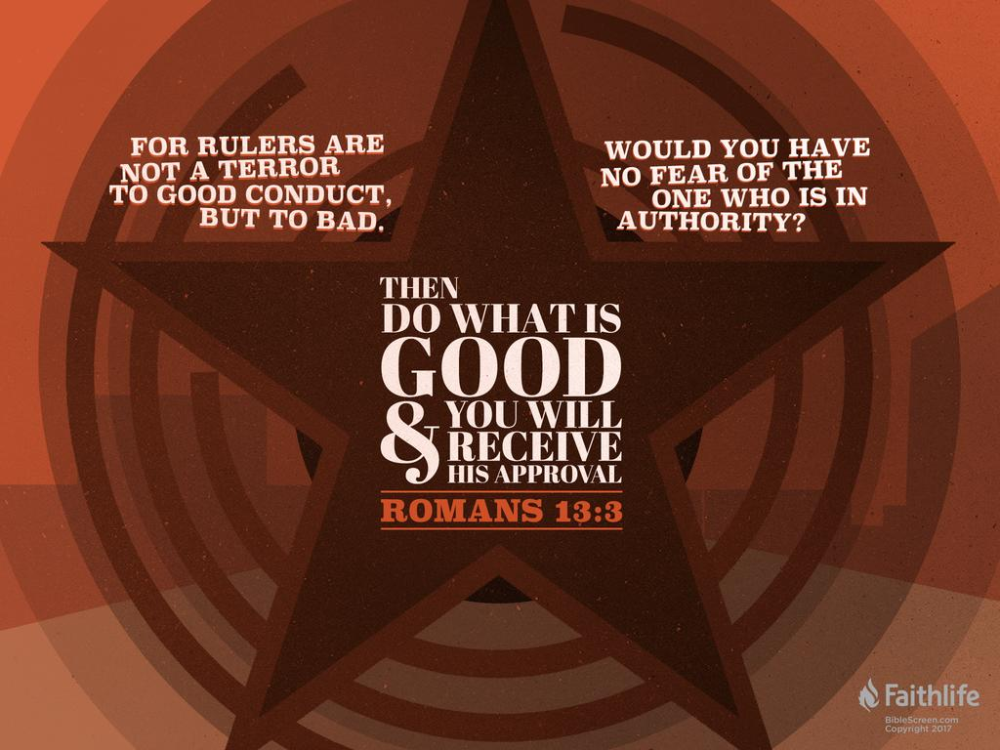 FOR RULERS ARE
NOT A TERROR
TO GOOD CONDUCT,
BUT TO BAD.
WOULD YOU HAVE
NO FEAR OF THE
ONE WHO IS IN
AUTHORITY?
THEN
DO WHAT IS
GOOD
& YOU WILL
RECEIVE
HIS APPROVAL
ROMANS 13:3
Faithlife
BibleScreen.com
Copyright 2017